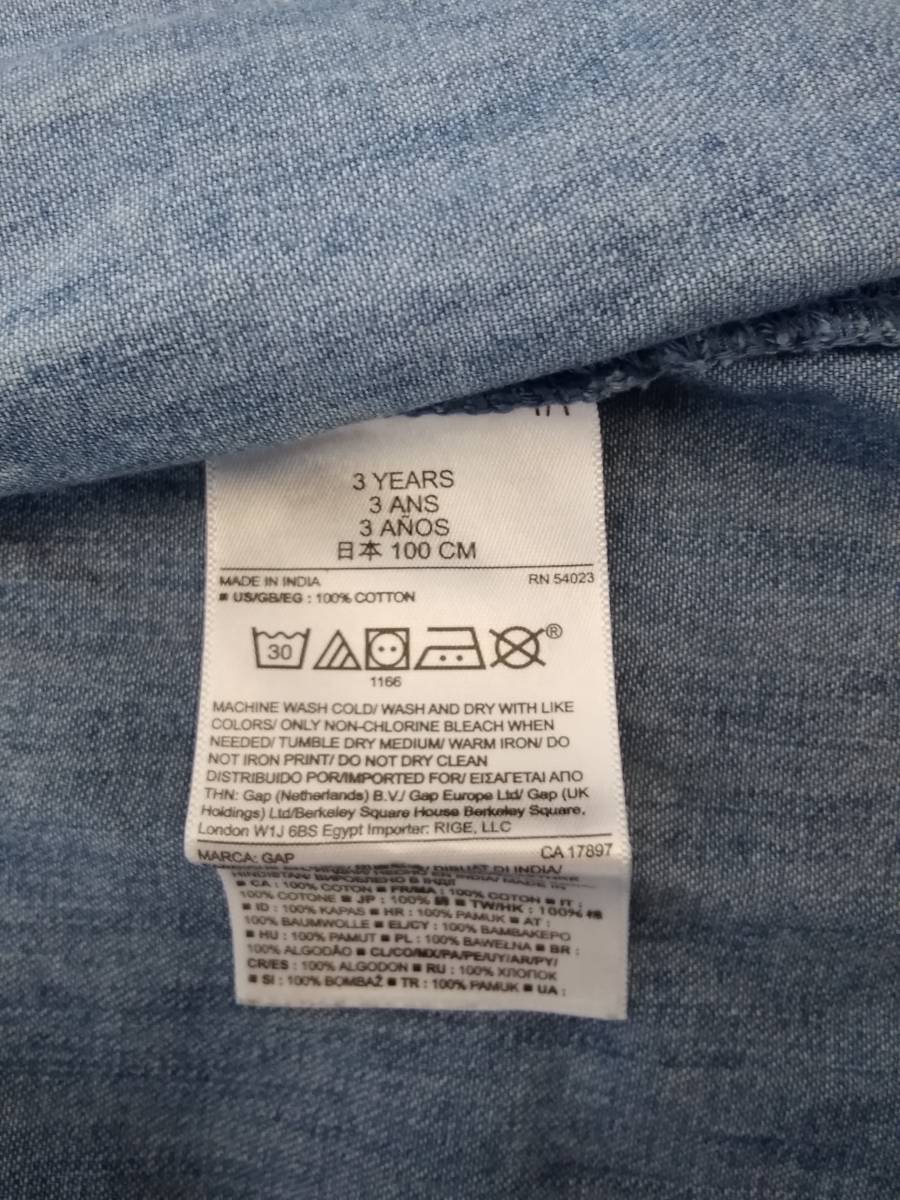 3 YEARS
3 ANS
3 AÑOS
日本 100 CM
MADE IN INDIA RN 54023
■ US/GB/EG : 100% COTTON
30 ®
1166
MACHINE WASH COLD/ WASH AND DRY WITH LIKE
COLORS/ ONLY NON-CHLORINE BLEACH WHEN
NEEDED/ TUMBLE DRY MEDIUM/ WARM IRON/ DO
NOT IRON PRINT/ DO NOT DRY CLEAN
DISTRIBUIDO POR/IMPORTED FOR/ ΕΙΣΑΓΕΤΑΙ ΑΠΟ
ΤΗΝ: Gap (Netherlands) B.V./ Gap Europe Ltd/ Gap (UK
Holdings) Ltd/Berkeley Square House Berkeley Square,
London W1J 6BS Egypt Importer: RIGE, LLC
MARCA: GAP CA 17897
■ CA : 100% COTON ■ FR/MA : 100% COTON ■ IT :
100% COTONE ■ JP : 100% 綿 ■ TW/HK : 100% 棉
■ ID : 100% KAPAS ■ HR : 100% PAMUK ■ AT :
100% BAUMWOLLE ■ EL/CY : 100% ΒΑΜΒΑΚΕΡΟ
■ HU : 100% PAMUT ■ PL : 100% BAWEŁNA ■ BR :
100% ALGODÃO ■ CL/CO/MX/PA/PE/UY/AR/PY/
CR/ES : 100% ALGODON ■ RU : 100% ХЛОПОК
■ SI : 100% BOMBAŽ ■ TR : 100% PAMUK ■ UA :